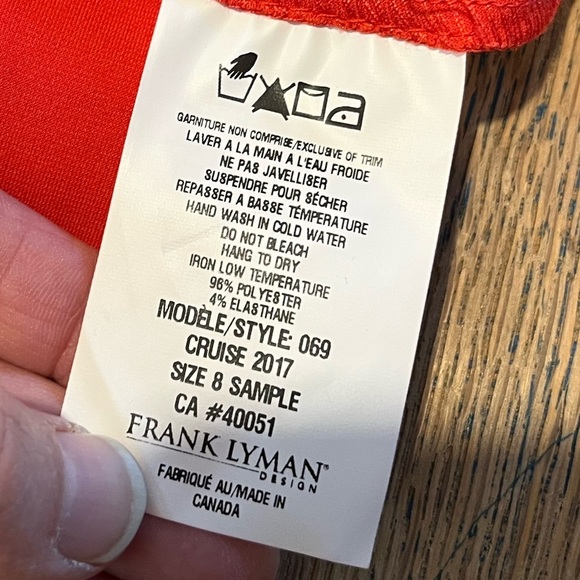 GARNITURE NON COMPRISE/EXCLUSIVE OF TRIM
LAVER A LA MAIN A L'EAU FROIDE
NE PAS JAVELLISER
SUSPENDRE POUR SÉCHER
REPASSER A BASSE TEMPERATURE
HAND WASH IN COLD WATER
DO NOT BLEACH
HANG TO DRY
IRON LOW TEMPERATURE
96% POLYESTER
4% ELASTHANE
MODÈLE/STYLE: 069
CRUISE 2017
SIZE 8 SAMPLE
CA #40051
FRANK LYMAN®
DESIGN
FABRIQUÉ AU/MADE IN
CANADA